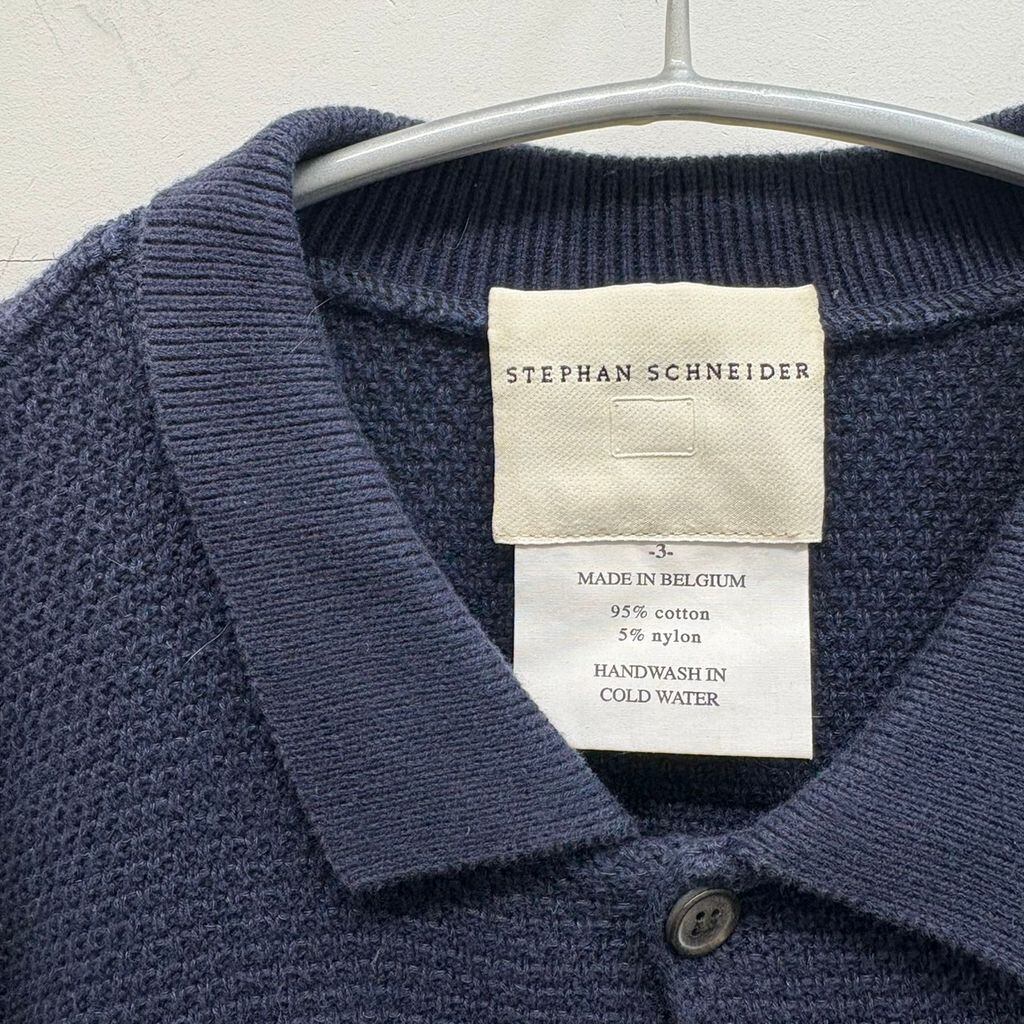 STEPHAN SCHNEIDER
-3-
MADE IN BELGIUM
95% cotton
5% nylon
HANDWASH IN
COLD WATER